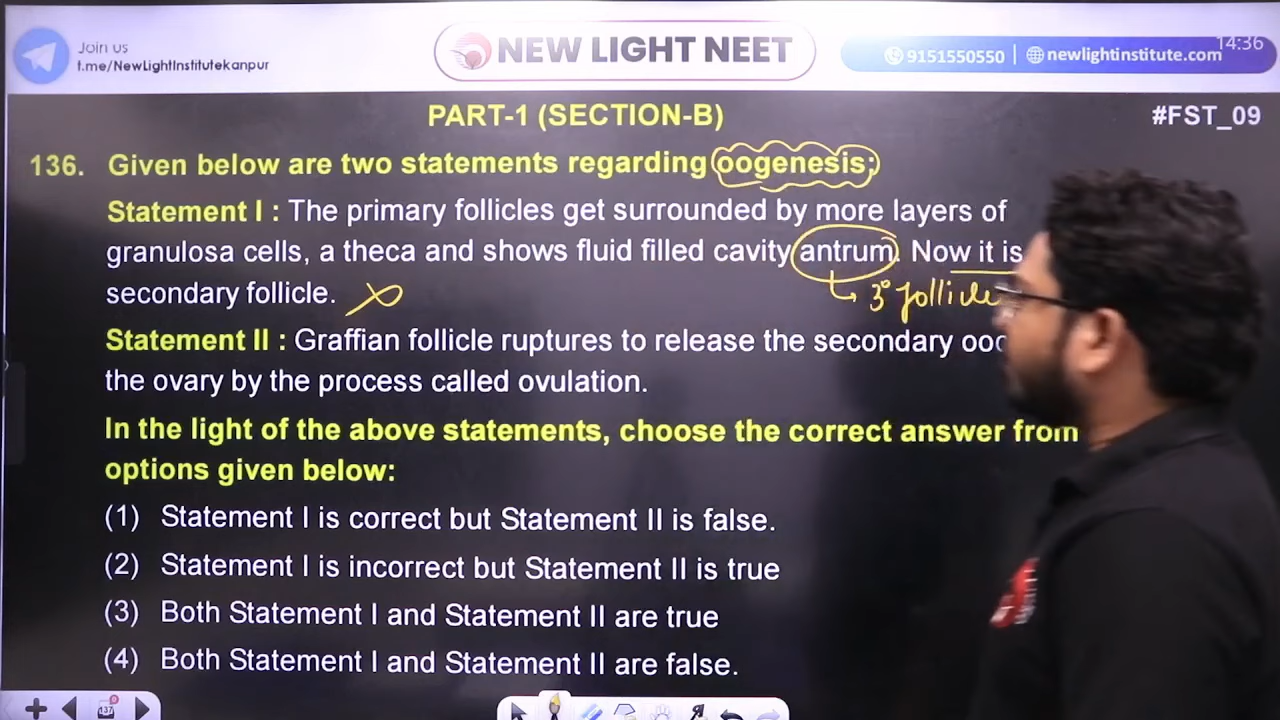 Join us
t.me/NewLightInstitutekanpur
NEW LIGHT NEET
9151550550 | newlightinstitute.com
14:36
PART-1 (SECTION-B)
#FST_09
136. Given below are two statements regarding oogenesis;
Statement I : The primary follicles get surrounded by more layers of
granulosa cells, a theca and shows fluid filled cavity antrum. Now it is
secondary follicle.
3° follicle
Statement II : Graffian follicle ruptures to release the secondary
the ovary by the process called ovulation.
In the light of the above statements, choose the correct answer from
options given below:
(1) Statement I is correct but Statement II is false.
(2) Statement I is incorrect but Statement II is true
(3) Both Statement I and Statement II are true
(4) Both Statement I and Statement II are false.
137